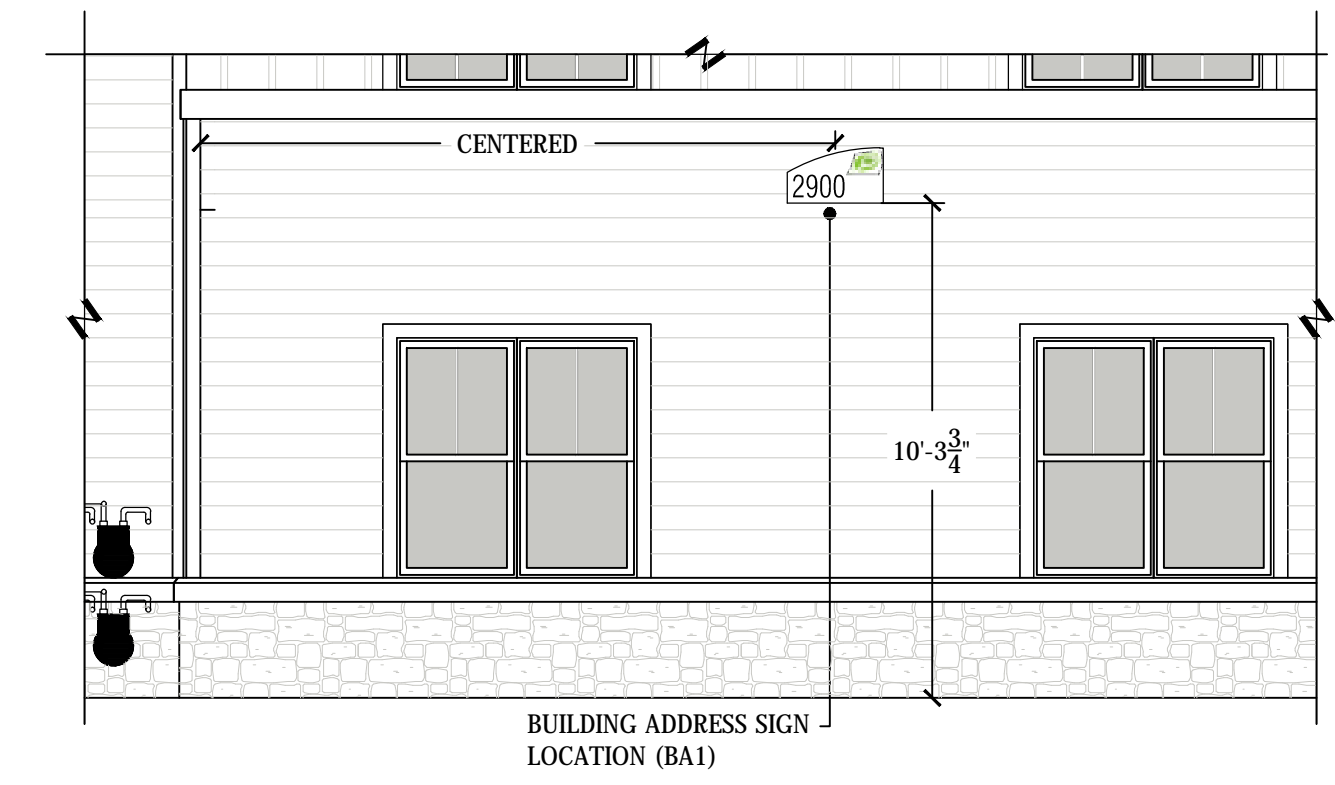 CENTERED
2900
10'-3 3/4"
BUILDING ADDRESS SIGN
LOCATION (BA1)